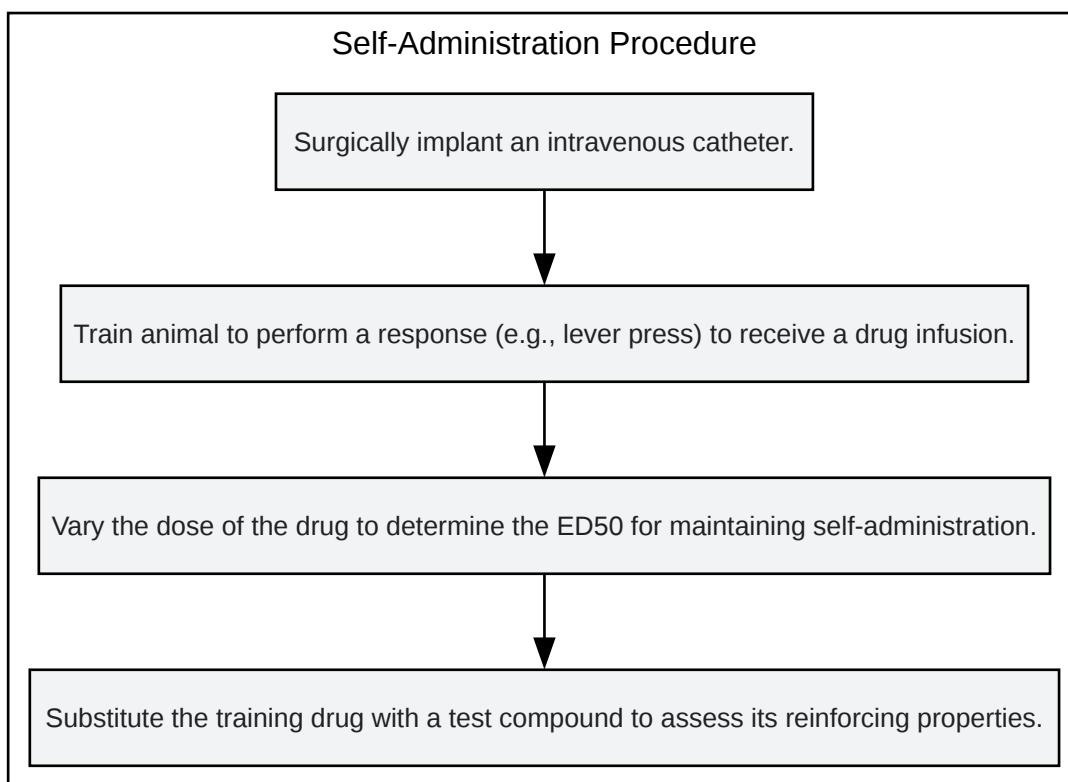 Self-Administration Procedure
Surgically implant an intravenous catheter.
Train animal to perform a response (e.g., lever press) to receive a drug infusion.
Vary the dose of the drug to determine the ED50 for maintaining self-administration.
Substitute the training drug with a test compound to assess its reinforcing properties.